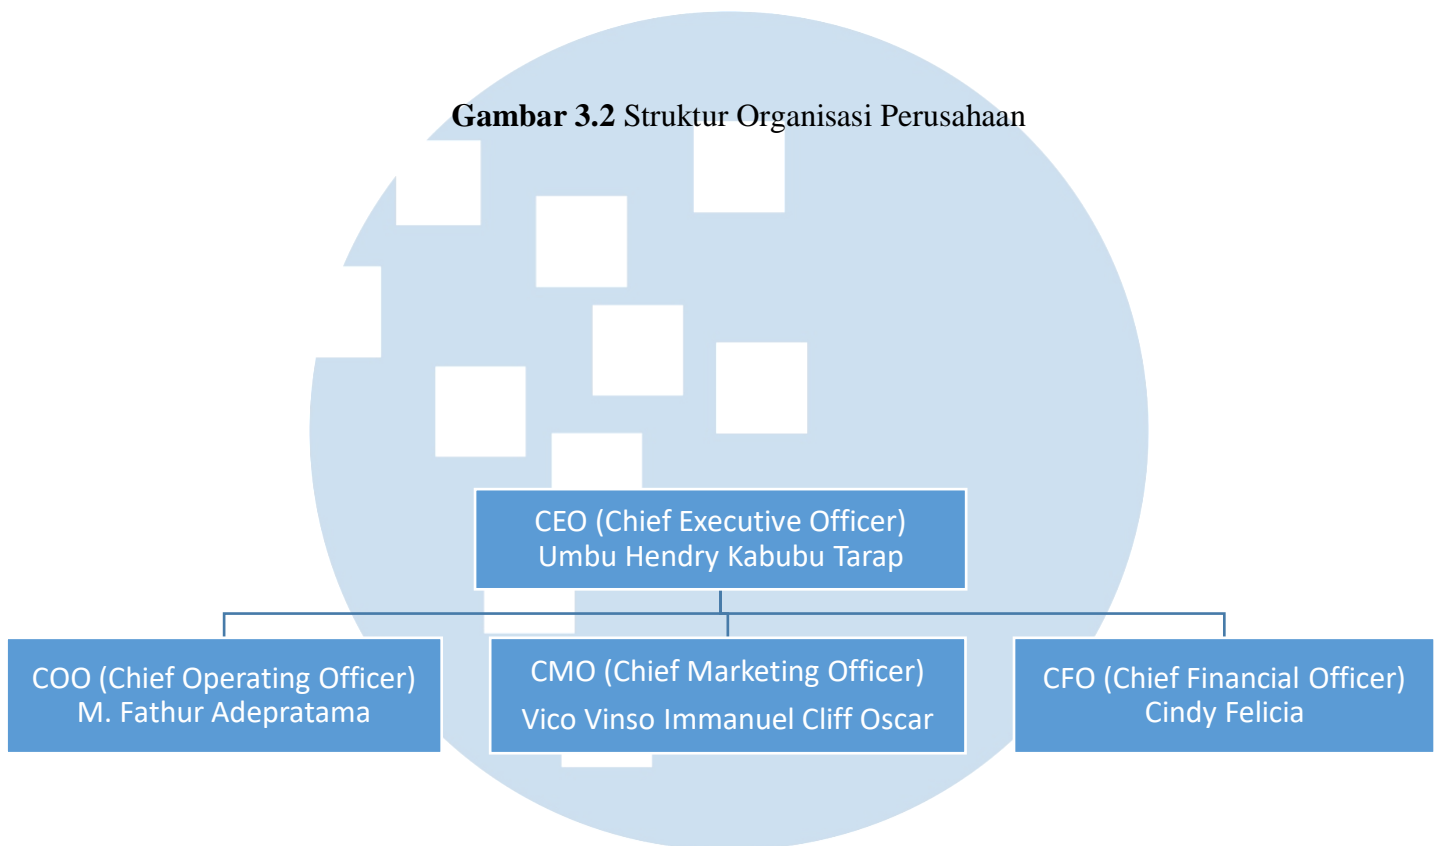 Gambar 3.2 Struktur Organisasi Perusahaan
CEO (Chief Executive Officer)
Umbu Hendry Kabubu Tarap
COO (Chief Operating Officer)
M. Fathur Adepratama
CMO (Chief Marketing Officer)
Vico Vinso Immanuel Cliff Oscar
CFO (Chief Financial Officer)
Cindy Felicia